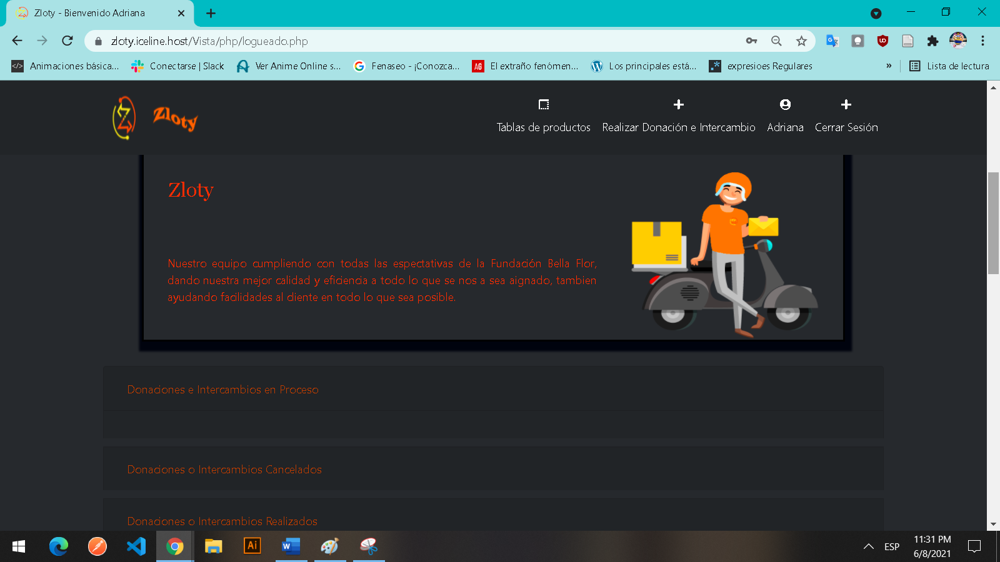 Zloty - Bienvenido Adriana
zloty.iceline.host/Vista/php/logueado.php
Animaciones básica... Conectarse | Slack Ver Anime Online s... Fenaseo - ¡Conozca... AG El extraño fenómen... Los principales está... expresioes Regulares » Lista de lectura
Zloty
Tablas de productos Realizar Donación e Intercambio Adriana Cerrar Sesión
Zloty
Nuestro equipo cumpliendo con todas las espectativas de la Fundación Bella Flor,
dando nuestra mejor calidad y eficiencia a todo lo que se nos a sea aignado, tambien
ayudando facilidades al cliente en todo lo que sea posible.
Donaciones e Intercambios en Proceso
Donaciones o Intercambios Cancelados
Donaciones o Intercambios Realizados
Ai
W
ESP
11:31 PM
6/8/2021